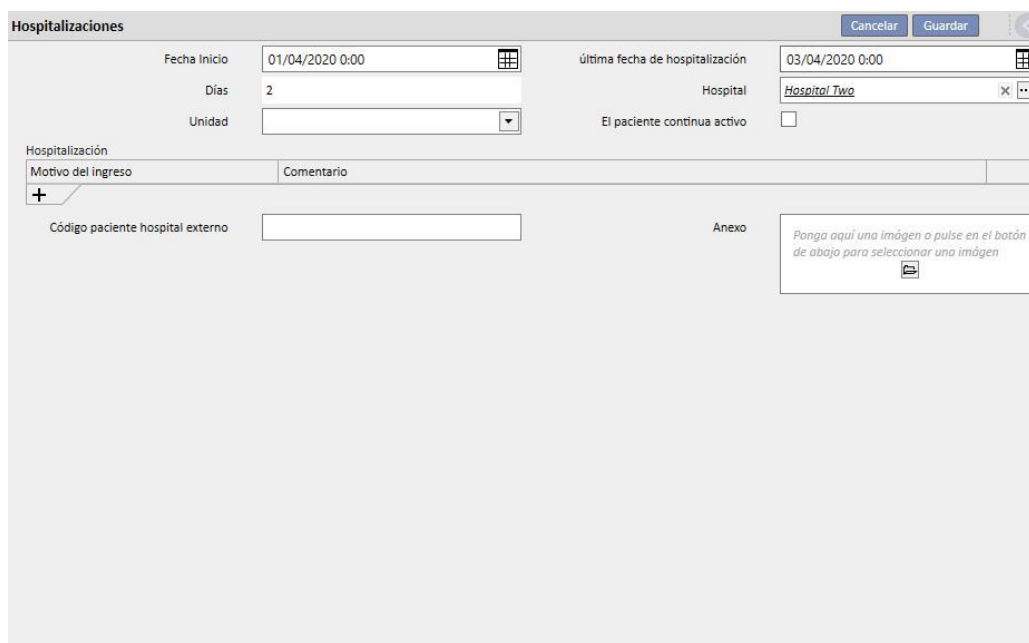 Hospitalizaciones Cancelar Guardar
Fecha Inicio 01/04/2020 0:00 última fecha de hospitalización 03/04/2020 0:00
Días 2 Hospital Hospital Two
Unidad El paciente continua activo
Hospitalización
Motivo del ingreso Comentario
Código paciente hospital externo Anexo
Ponga aquí una imágen o pulse en el botón
de abajo para seleccionar una imágen